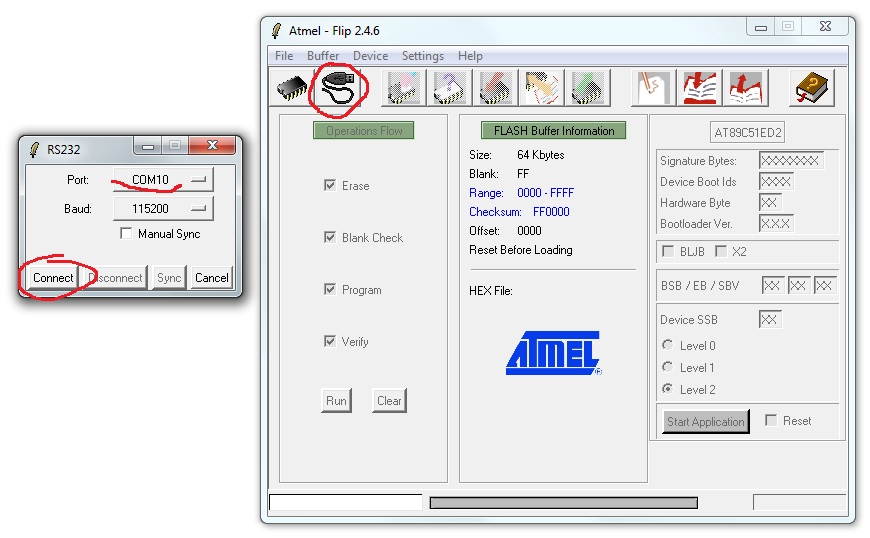 RS232
Port: COM10
Baud: 115200
Manual Sync
Connect Disconnect Sync Cancel
Atmel - Flip 2.4.6
File Buffer Device Settings Help
Operations Flow
Erase
Blank Check
Program
Verify
Run Clear
FLASH Buffer Information
Size: 64 Kbytes
Blank: FF
Range: 0000 - FFFF
Checksum: FF0000
Offset: 0000
Reset Before Loading
HEX File:
ATMEL
AT89C51ED2
Signature Bytes: XXXXXXXX
Device Boot Ids XXXX
Hardware Byte XX
Bootloader Ver. X.X.X
BLJB X2
BSB / EB / SBV XX XX XX
Device SSB XX
Level 0
Level 1
Level 2
Start Application Reset